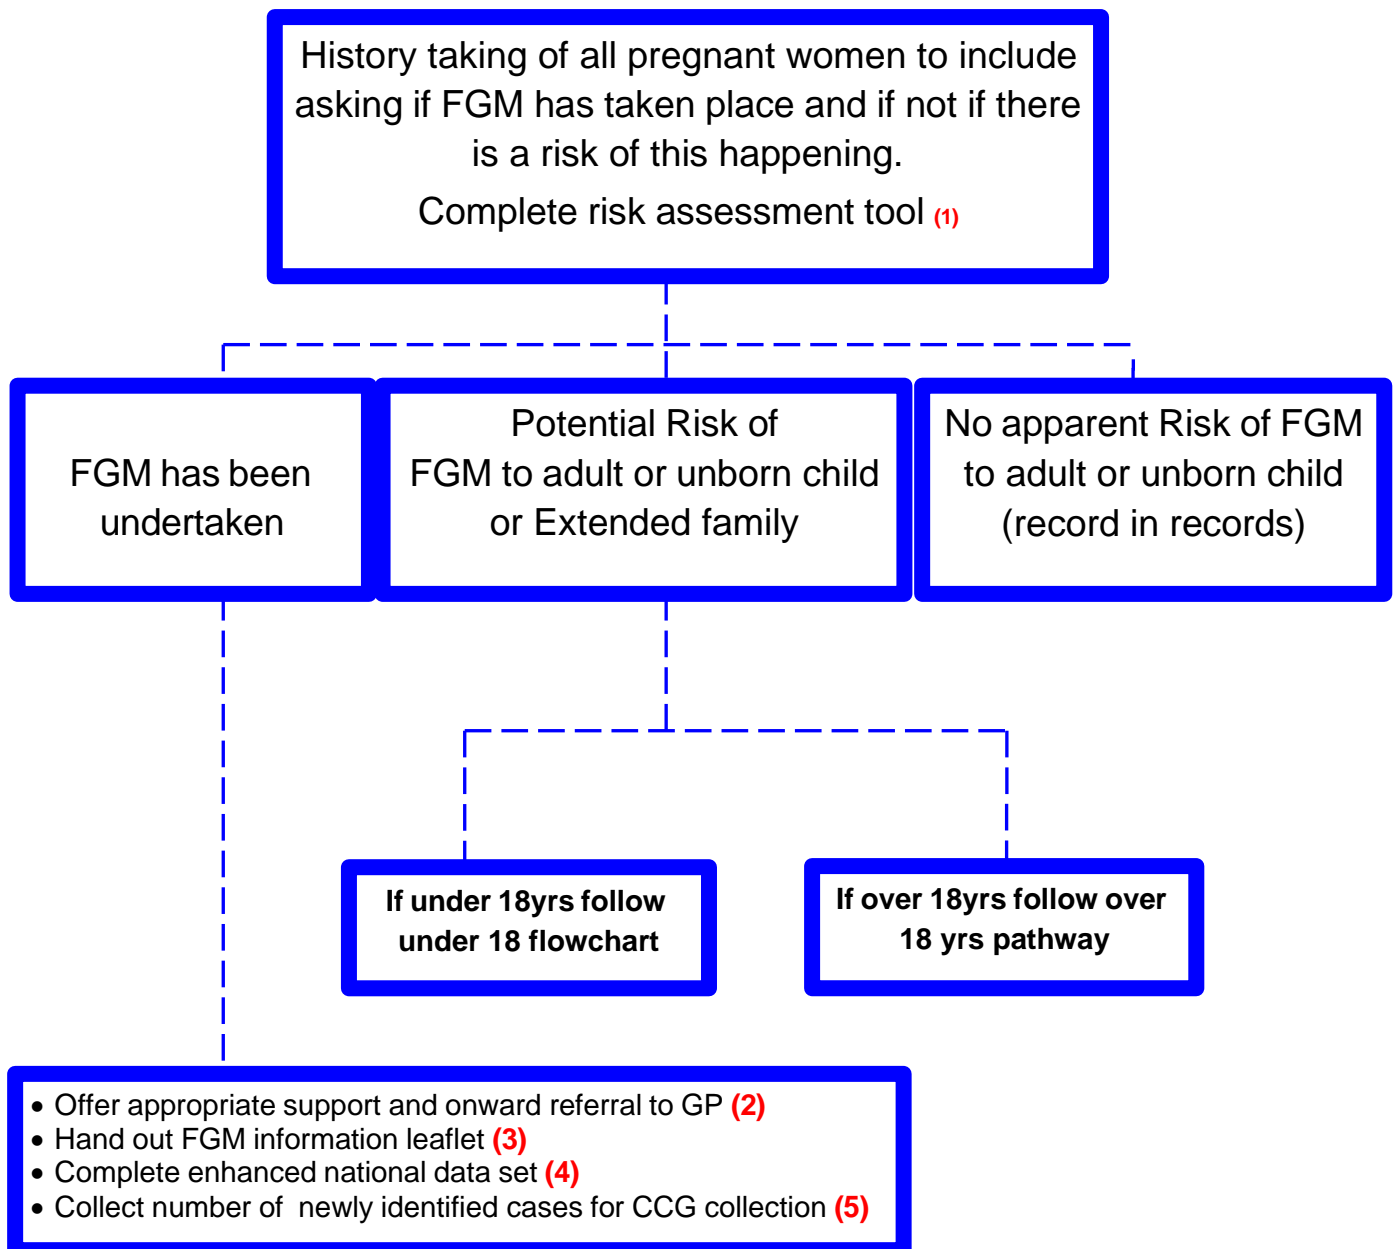 History taking of all pregnant women to include
asking if FGM has taken place and if not if there
is a risk of this happening.
Complete risk assessment tool (1)
FGM has been
undertaken
Potential Risk of
FGM to adult or unborn child
or Extended family
No apparent Risk of FGM
to adult or unborn child
(record in records)
If under 18yrs follow
under 18 flowchart
If over 18yrs follow over
18 yrs pathway
• Offer appropriate support and onward referral to GP (2)
• Hand out FGM information leaflet (3)
• Complete enhanced national data set (4)
• Collect number of  newly identified cases for CCG collection (5)